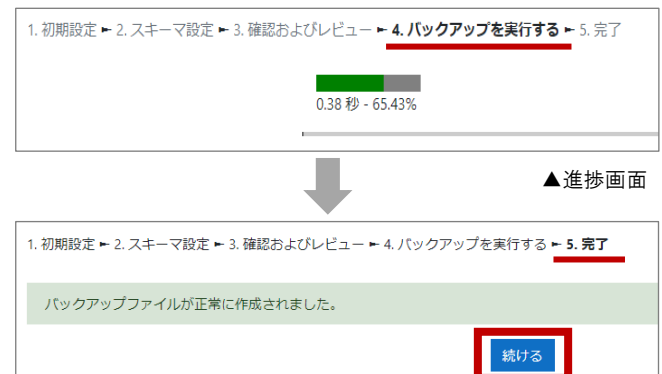 1. 初期設定 ► 2. スキーマ設定 ► 3. 確認およびレビュー ► 4. バックアップを実行する ► 5. 完了
0.38 秒 - 65.43%
▲進捗画面
1. 初期設定 ► 2. スキーマ設定 ► 3. 確認およびレビュー ► 4. バックアップを実行する ► 5. 完了
バックアップファイルが正常に作成されました。
続ける